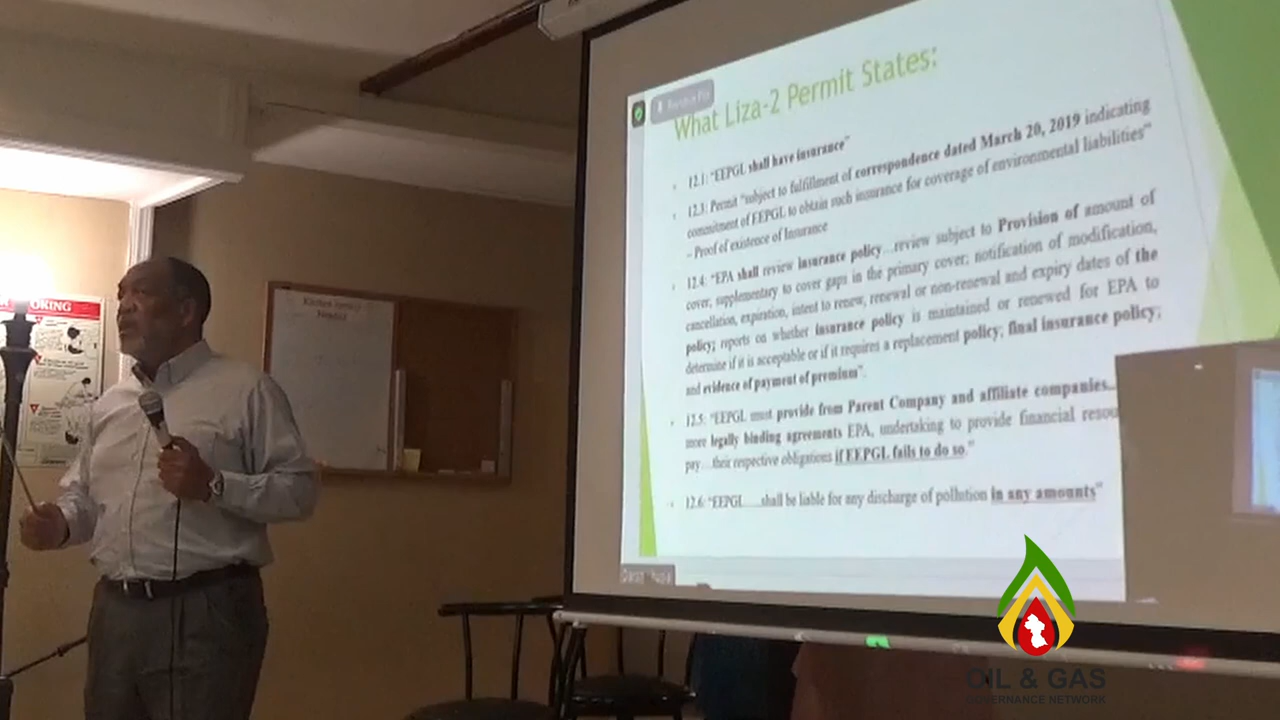 What Liza-2 Permit States:
12.1: "EEPGL shall have insurance"
12.3: Permit "subject to fulfillment of correspondence dated March 20, 2019 indicating
commitment of EEPGL to obtain such insurance for coverage of environmental liabilities"
– Proof of existence of Insurance
12.4: "EPA shall review insurance policy…review subject to Provision of amount of
cover; supplementary to cover gaps in the primary cover; notification of modification,
cancellation, expiration, intent to renew, renewal or non-renewal and expiry dates of the
policy; reports on whether insurance policy is maintained or renewed for EPA to
determine if it is acceptable or if it requires a replacement policy; final insurance policy;
and evidence of payment of premium".
12.5: "EEPGL must provide from Parent Company and affiliate companies...
more legally binding agreements EPA, undertaking to provide financial resou
pay…their respective obligations if EEPGL fails to do so."
12.6: "EEPGL….shall be liable for any discharge of pollution in any amounts"
OKING
OIL & GAS
GOVERNANCE NETWORK